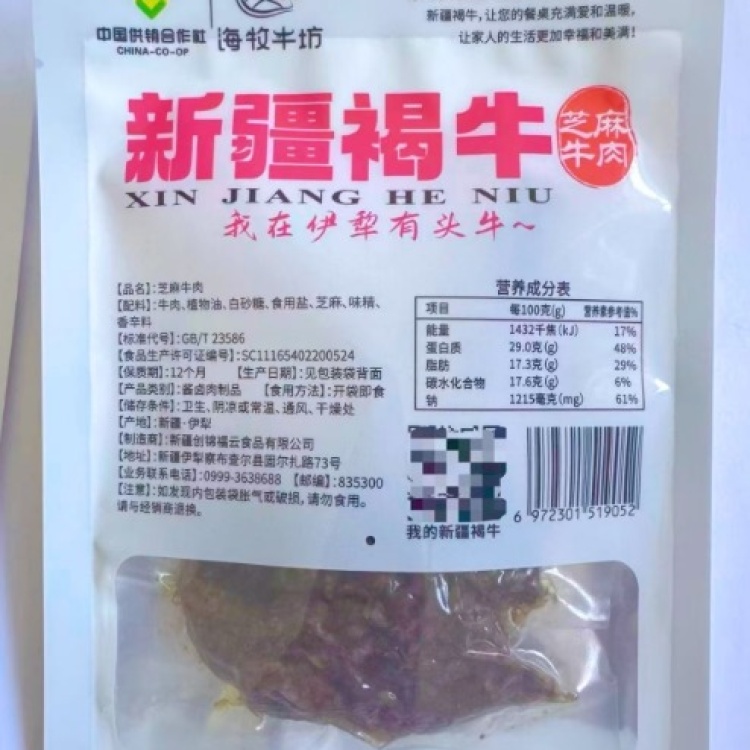 新疆褐牛,让您的餐桌充满爱和温暖,
让家人的生活更加幸福和美满!
中国供销合作社
CHINA-CO-OP
海牧牛坊
新疆褐牛
芝麻
牛肉
XIN JIANG HE NIU
我在伊犁有头牛~
【品名】:芝麻牛肉
【配料】:牛肉、植物油、白砂糖、食用盐、芝麻、味精、
香辛料
【标准代号】:GB/T 23586
【食品生产许可证编号】:SC11165402200524
【保质期】:12个月 【生产日期】:见包装袋背面
【产品类别】:酱卤肉制品 【食用方法】:开袋即食
【储存条件】:卫生、阴凉或常温、通风、干燥处
【产地】:新疆·伊犁
【制造商】:新疆创锦福云食品有限公司
【地址】:新疆伊犁察布查尔县固尔扎路73号
【业务联系电话】:0999-3638688 【邮编】:835300
【注意】:如发现内包装袋胀气或破损,请勿食用。
请与经销商退换。
营养成分表
项目 每100克(g) 营养素参考值%
能量 1432千焦(kJ) 17%
蛋白质 29.0克(g) 48%
脂肪 17.3克(g) 29%
碳水化合物 17.6克(g) 6%
钠 1215毫克(mg) 61%
我的新疆褐牛
6 972301 519052